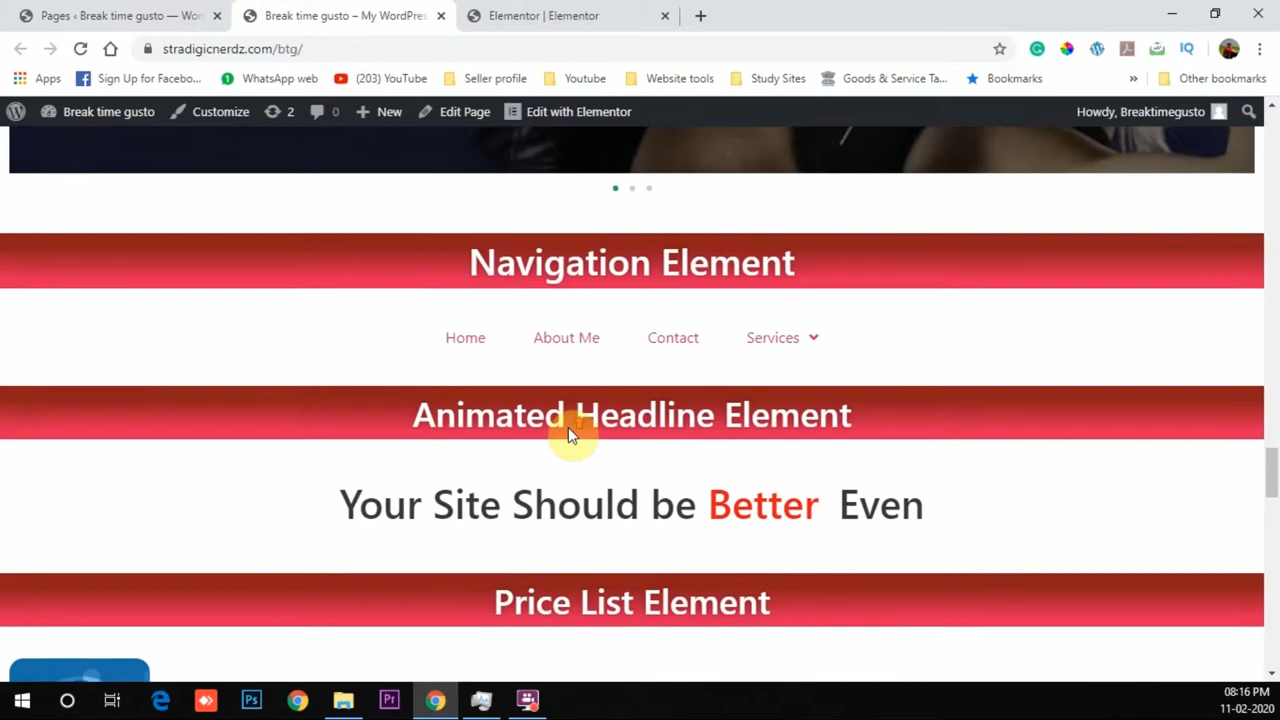 Pages ‹ Break time gusto — Wor
Break time gusto – My WordPres
Elementor | Elementor
stradigicnerdz.com/btg/
Apps
Sign Up for Facebo...
WhatsApp web
(203) YouTube
Seller profile
Youtube
Website tools
Study Sites
Goods & Service Ta...
Bookmarks
»
Other bookmarks
Break time gusto
Customize
2
0
New
Edit Page
Edit with Elementor
Howdy, Breaktimegusto
Navigation Element
Home About Me Contact Services
Animated Headline Element
Your Site Should be Better Even
Price List Element
08:16 PM
11-02-2020